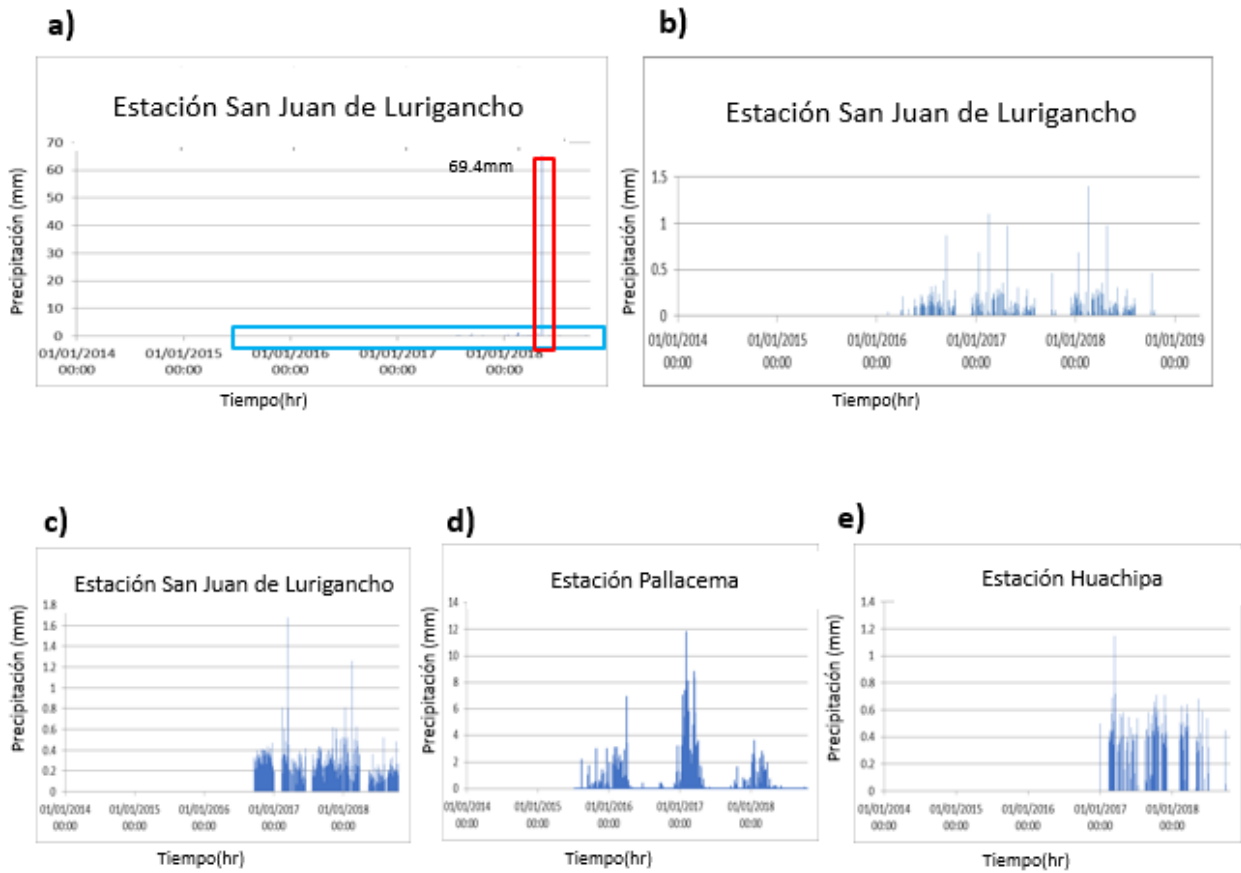 a)
Estación San Juan de Lurigancho
Precipitación (mm)
70
60
50
40
30
20
10
0
69.4mm
01/01/2014 01/01/2015 01/01/2016 01/01/2017 01/01/2018
00:00 00:00 00:00 00:00 00:00
Tiempo(hr)
b)
Estación San Juan de Lurigancho
Precipitación (mm)
1.5
1
0.5
0
01/01/2014 01/01/2015 01/01/2016 01/01/2017 01/01/2018 01/01/2019
00:00 00:00 00:00 00:00 00:00 00:00
Tiempo(hr)
c)
Estación San Juan de Lurigancho
Precipitación (mm)
1.8
1.6
1.4
1.2
1
0.8
0.6
0.4
0.2
0
01/01/2014 01/01/2015 01/01/2016 01/01/2017 01/01/2018
00:00 00:00 00:00 00:00 00:00
Tiempo(hr)
d)
Estación Pallacema
Precipitación (mm)
14
12
10
8
6
4
2
0
01/01/2014 01/01/2015 01/01/2016 01/01/2017 01/01/2018
00:00 00:00 00:00 00:00 00:00
Tiempo(hr)
e)
Estación Huachipa
Precipitación (mm)
1.4
1.2
1
0.8
0.6
0.4
0.2
0
01/01/2014 01/01/2015 01/01/2016 01/01/2017 01/01/2018
00:00 00:00 00:00 00:00 00:00
Tiempo(hr)